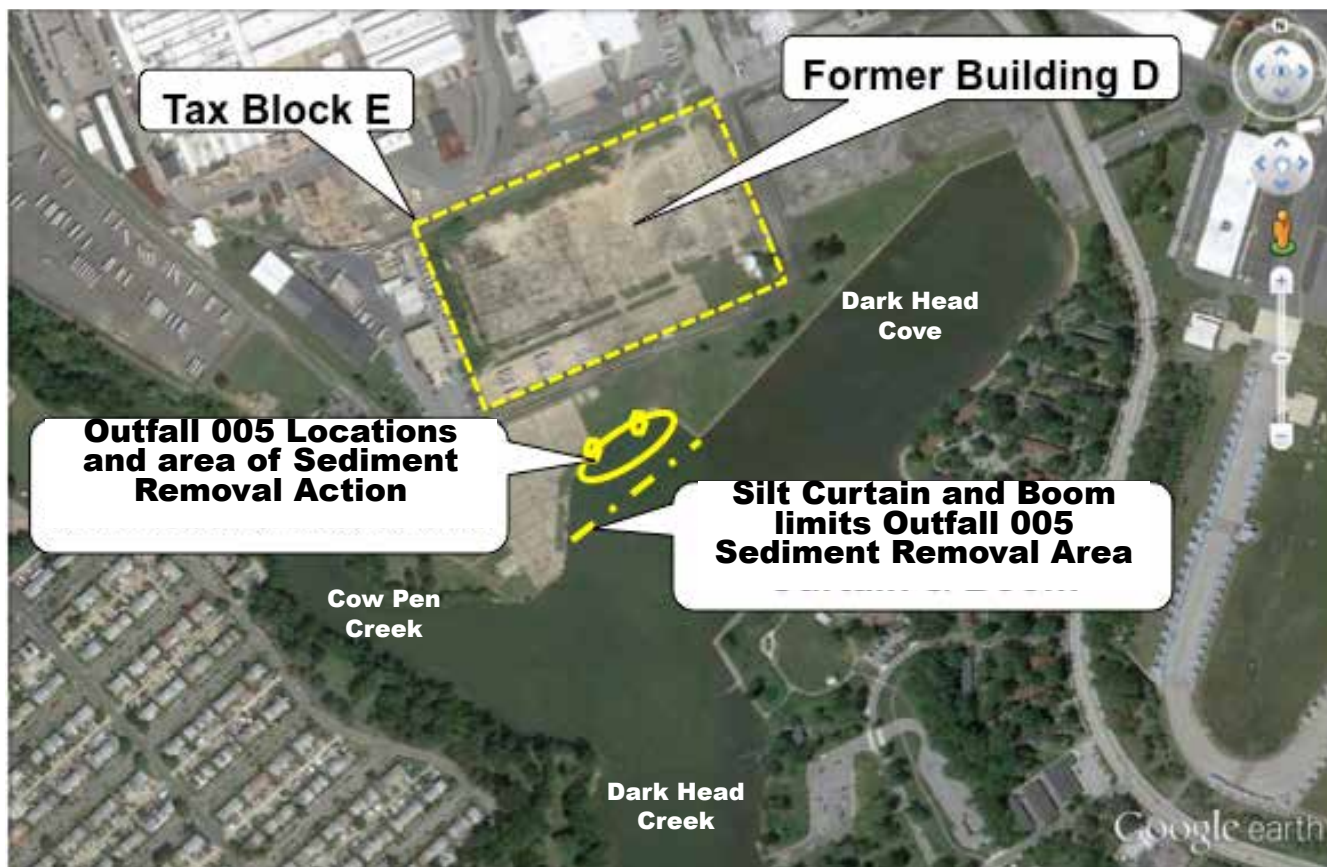 Former Building D
Tax Block E
Dark Head
Cove
Outfall 005 Locations
and area of Sediment
Removal Action
Silt Curtain and Boom
limits Outfall 005
Sediment Removal Area
Cow Pen
Creek
Dark Head
Creek
Google earth